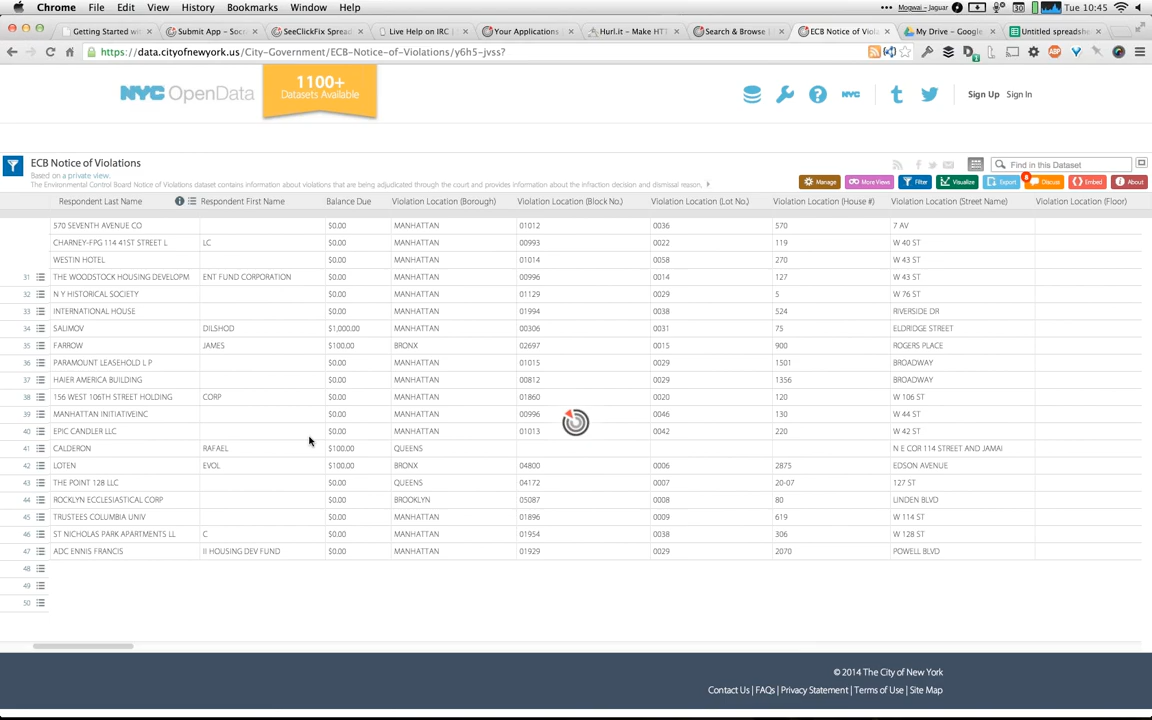 Chrome File Edit View History Bookmarks Window Help Moqwai – Jaguar 30 Tue 10:45
Getting Started wi Submit App - Socr SeeClickFix Spread Live Help on IRC | Your Applications Hurl.it – Make HTT Search & Browse ECB Notice of Viola My Drive – Google Untitled spreadshe
https://data.cityofnewyork.us/City-Government/ECB-Notice-of-Violations/y6h5-jvss?
NYC OpenData
1100+
Datasets Available
NYC
Sign Up Sign In
ECB Notice of Violations
Based on a private view.
Find in this Dataset
The Environmental Control Board Notice of Violations dataset contains information about violations that are being adjudicated through the court and provides information about the infraction decision and dismissal reason,
Manage More Views Filter Visualize Export 8 Discuss Embed About
Respondent Last Name Respondent First Name Balance Due Violation Location (Borough) Violation Location (Block No.) Violation Location (Lot No.) Violation Location (House #) Violation Location (Street Name) Violation Location (Floor)
570 SEVENTH AVENUE CO $0.00 MANHATTAN 01012 0036 570 7 AV
CHARNEY-FPG 114 41ST STREET L LC $0.00 MANHATTAN 00993 0022 119 W 40 ST
WESTIN HOTEL $0.00 MANHATTAN 01014 0058 270 W 43 ST
31 THE WOODSTOCK HOUSING DEVELOPM ENT FUND CORPORATION $0.00 MANHATTAN 00996 0014 127 W 43 ST
32 N Y HISTORICAL SOCIETY $0.00 MANHATTAN 01129 0029 5 W 76 ST
33 INTERNATIONAL HOUSE $0.00 MANHATTAN 01994 0038 524 RIVERSIDE DR
34 SALIMOV DILSHOD $1,000.00 MANHATTAN 00306 0031 75 ELDRIDGE STREET
35 FARROW JAMES $100.00 BRONX 02697 0015 900 ROGERS PLACE
36 PARAMOUNT LEASEHOLD L P $0.00 MANHATTAN 01015 0029 1501 BROADWAY
37 HAIER AMERICA BUILDING $0.00 MANHATTAN 00812 0029 1356 BROADWAY
38 156 WEST 106TH STREET HOLDING CORP $0.00 MANHATTAN 01860 0020 120 W 106 ST
39 MANHATTAN INITIATIVEINC $0.00 MANHATTAN 00996 0046 130 W 44 ST
40 EPIC CANDLER LLC $0.00 MANHATTAN 01013 0042 220 W 42 ST
41 CALDERON RAFAEL $100.00 QUEENS N E COR 114 STREET AND JAMAI
42 LOTEN EVOL $100.00 BRONX 04800 0006 2875 EDSON AVENUE
43 THE POINT 128 LLC $0.00 QUEENS 04172 0007 20-07 127 ST
44 ROCKLYN ECCLESIASTICAL CORP $0.00 BROOKLYN 05087 0008 80 LINDEN BLVD
45 TRUSTEES COLUMBIA UNIV $0.00 MANHATTAN 01896 0009 619 W 114 ST
46 ST NICHOLAS PARK APARTMENTS LL C $0.00 MANHATTAN 01954 0038 306 W 128 ST
47 ADC ENNIS FRANCIS II HOUSING DEV FUND $0.00 MANHATTAN 01929 0029 2070 POWELL BLVD
48
49
50
© 2014 The City of New York
Contact Us | FAQs | Privacy Statement | Terms of Use | Site Map